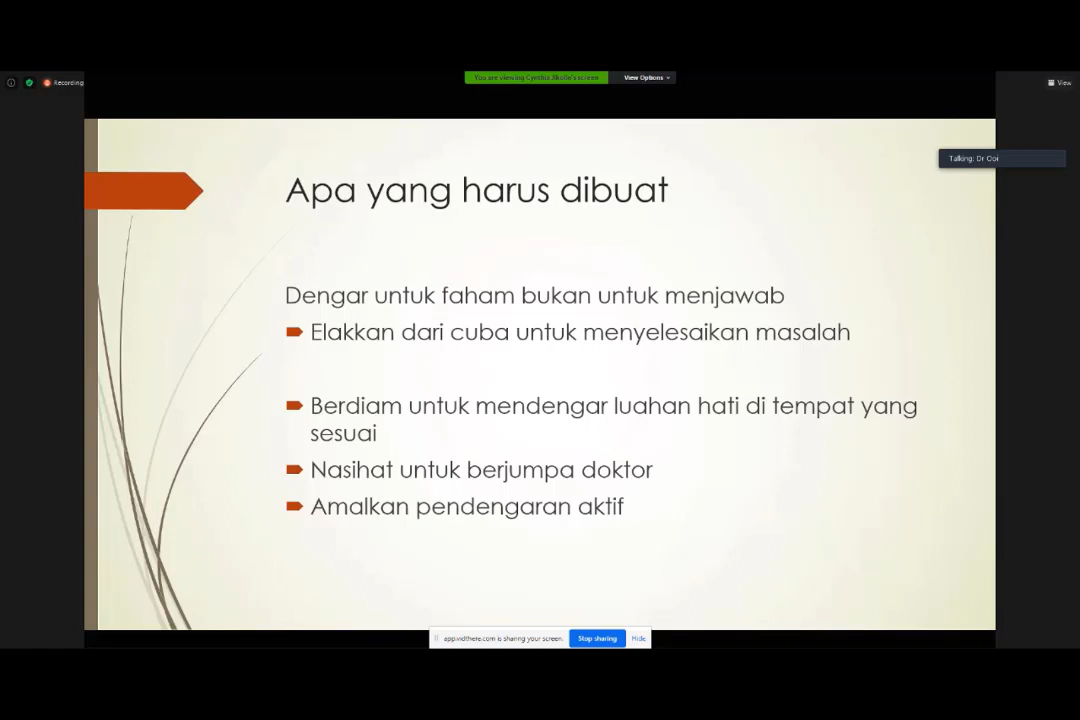 Recording
You are viewing Cynthia Jikolle's screen
View Options
View
Talking: Dr Ooi
Apa yang harus dibuat
Dengar untuk faham bukan untuk menjawab
Elakkan dari cuba untuk menyelesaikan masalah
Berdiam untuk mendengar luahan hati di tempat yang
sesuai
Nasihat untuk berjumpa doktor
Amalkan pendengaran aktif
app.vidthere.com is sharing your screen.
Stop sharing
Hide